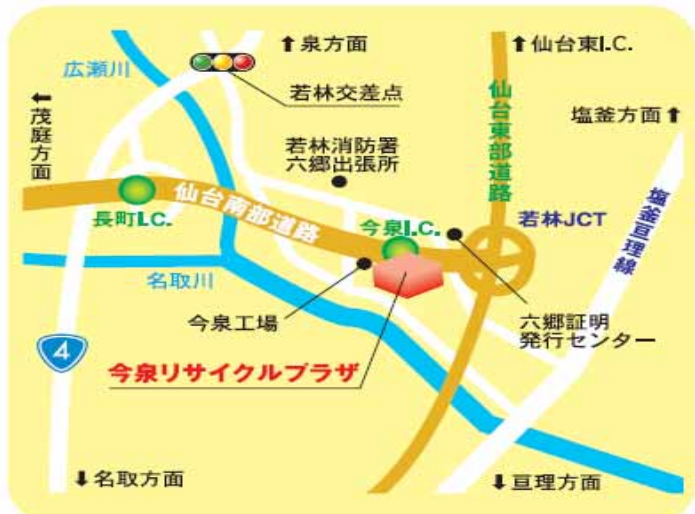 ↑泉方面
↑仙台東I.C.
広瀬川
若林交差点
←茂庭方面
仙台東部道路
塩釜方面↑
若林消防署
六郷出張所
長町I.C.
仙台南部道路
今泉I.C.
若林JCT
塩釜亘理線
名取川
今泉工場
六郷証明
発行センター
4
今泉リサイクルプラザ
↓名取方面
↓亘理方面